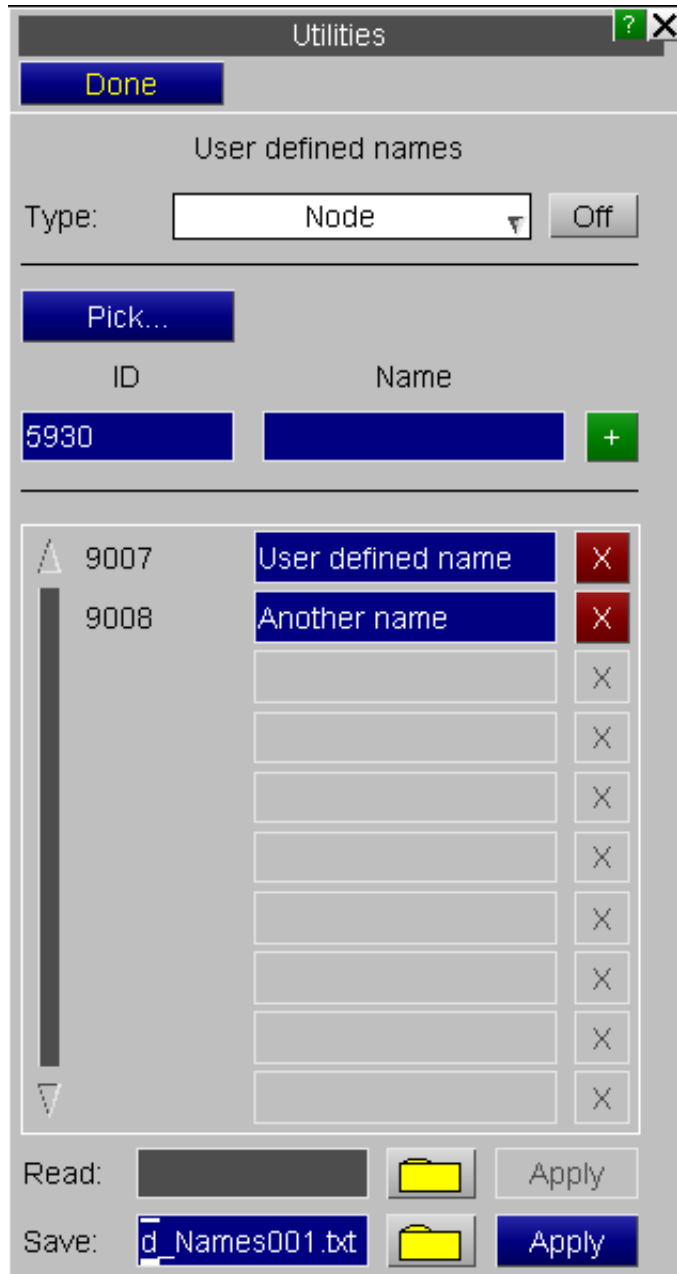 Utilities ? X
Done
User defined names
Type: Node Off
Pick...
ID Name
5930 +
9007 User defined name X
9008 Another name X
X
X
X
X
X
X
X
X
Read: Apply
Save: d_Names001.txt Apply